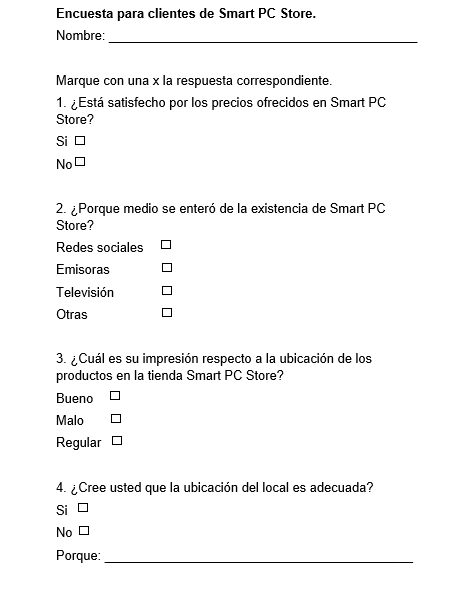 Encuesta para clientes de Smart PC Store.
Nombre: ____________________________________________
Marque con una x la respuesta correspondiente.
1. ¿Está satisfecho por los precios ofrecidos en Smart PC
Store?
Si ☐
No ☐
2. ¿Porque medio se enteró de la existencia de Smart PC
Store?
Redes sociales ☐
Emisoras ☐
Televisión ☐
Otras ☐
3. ¿Cuál es su impresión respecto a la ubicación de los
productos en la tienda Smart PC Store?
Bueno ☐
Malo ☐
Regular ☐
4. ¿Cree usted que la ubicación del local es adecuada?
Si ☐
No ☐
Porque: ____________________________________________